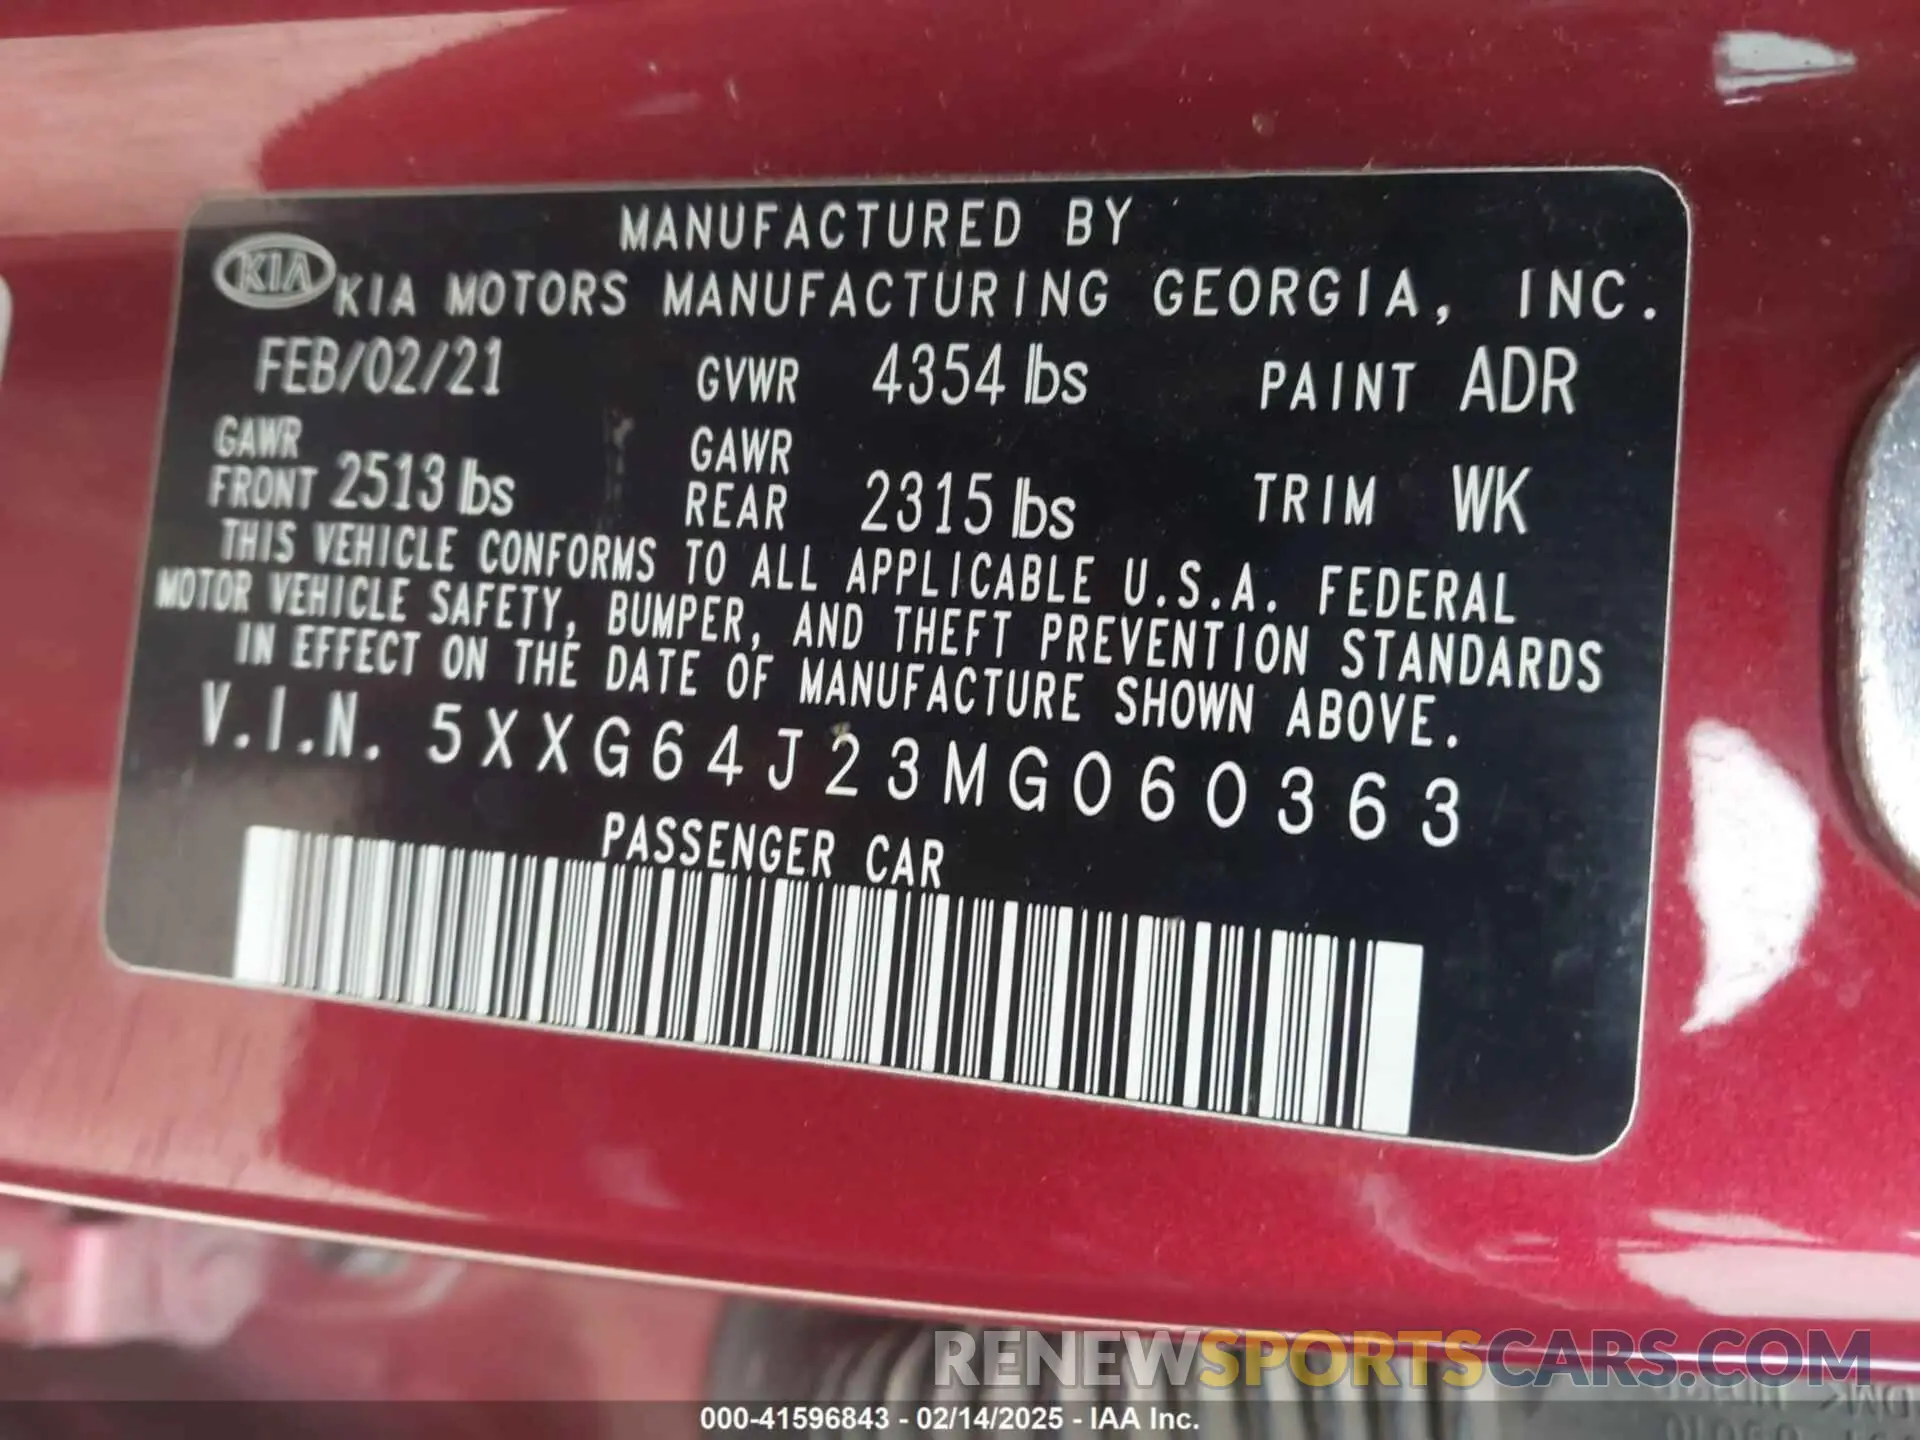 MANUFACTURED BY
KIA KIA MOTORS MANUFACTURING GEORGIA, INC.
FEB/02/21 GVWR 4354 lbs PAINT ADR
GAWR FRONT 2513 lbs GAWR REAR 2315 lbs TRIM WK
THIS VEHICLE CONFORMS TO ALL APPLICABLE U.S.A. FEDERAL
MOTOR VEHICLE SAFETY, BUMPER, AND THEFT PREVENTION STANDARDS
IN EFFECT ON THE DATE OF MANUFACTURE SHOWN ABOVE.
V.I.N. 5XXG64J23MG060363
PASSENGER CAR
RENEWSPORTSCARS.COM
000-41596843 - 02/14/2025 - IAA Inc.